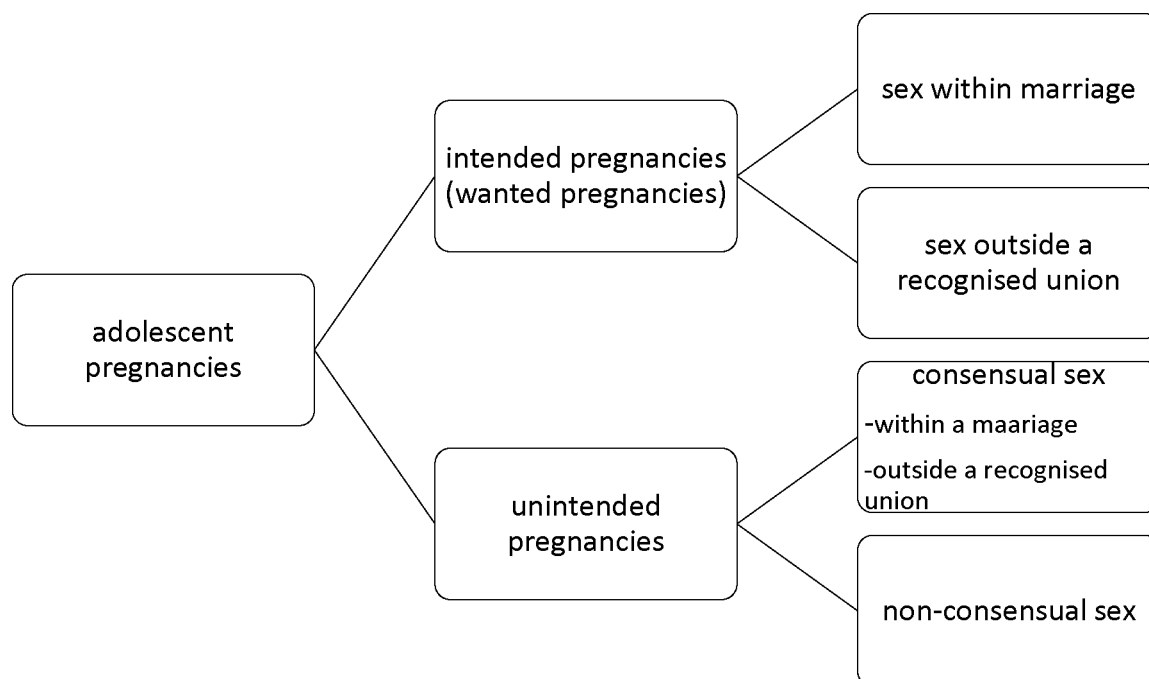 sex within marriage
intended pregnancies
(wanted pregnancies)
sex outside a
recognised union
adolescent
pregnancies
consensual sex
-within a maariage
-outside a recognised
union
unintended
pregnancies
non-consensual sex